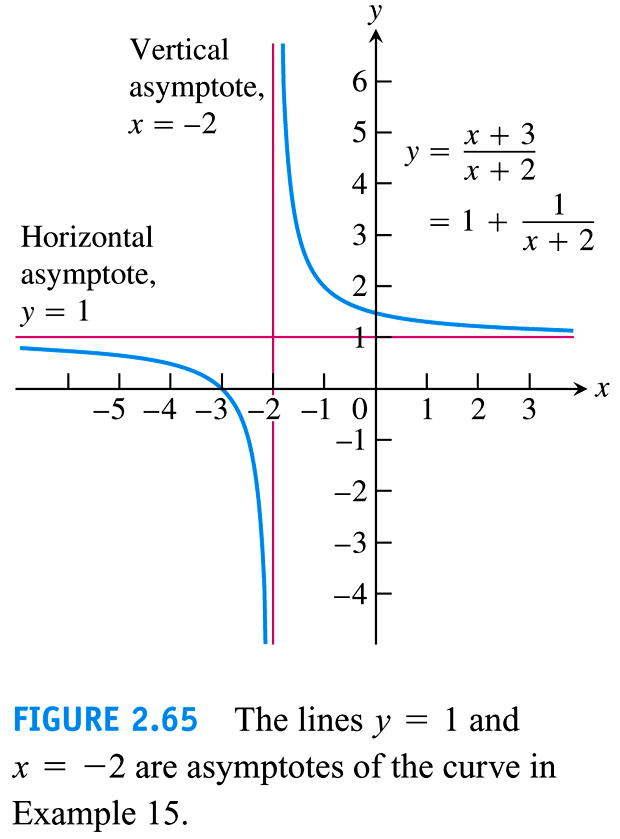 y
Vertical
asymptote,
x = −2
6
5
4
3
2
1
y = (x + 3)/(x + 2)
= 1 + 1/(x + 2)
Horizontal
asymptote,
y = 1
−5 −4 −3 −2 −1 0 1 2 3 x
−1
−2
−3
−4
FIGURE 2.65 The lines y = 1 and
x = −2 are asymptotes of the curve in
Example 15.